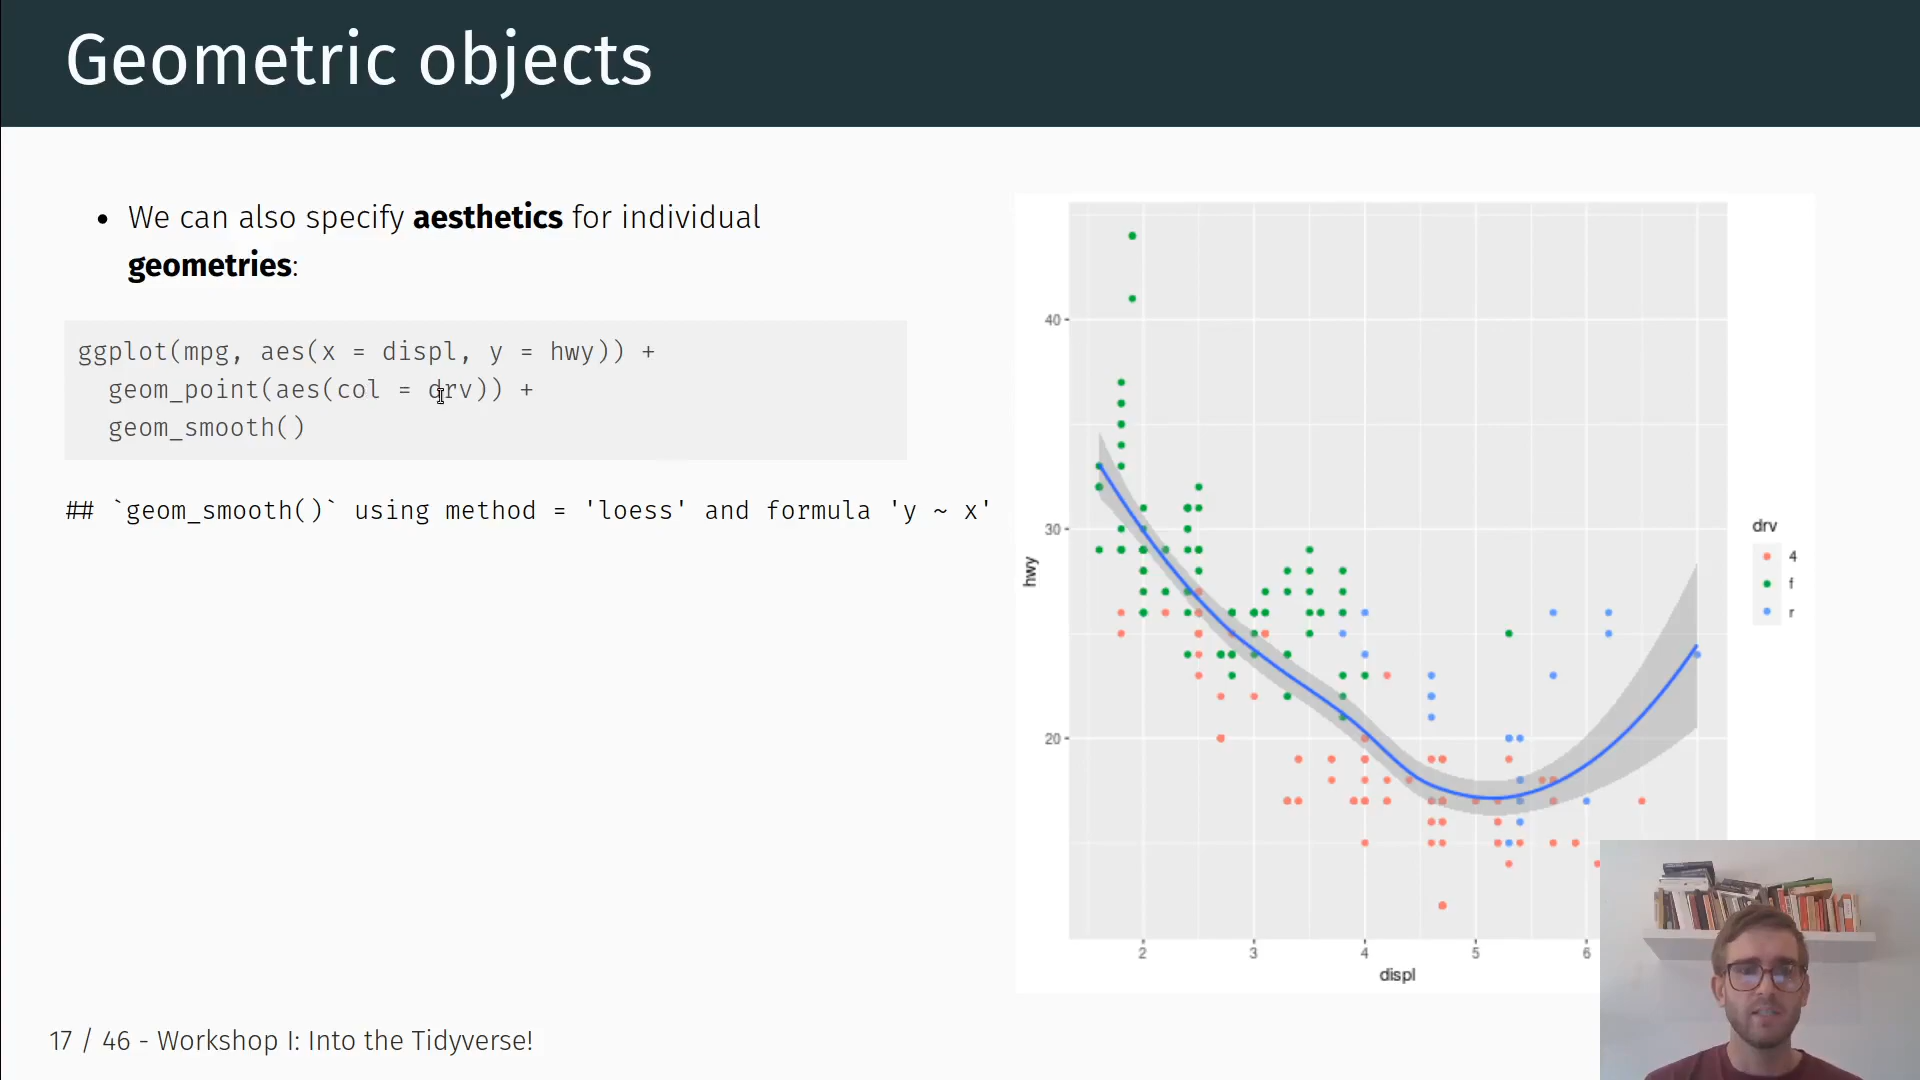 Geometric objects
• We can also specify aesthetics for individual
geometries:
ggplot(mpg, aes(x = displ, y = hwy)) +
  geom_point(aes(col = drv)) +
  geom_smooth()
## `geom_smooth()` using method = 'loess' and formula 'y ~ x'
40
30
20
hwy
2 3 4 5 6
displ
drv
4
f
r
17 / 46 - Workshop I: Into the Tidyverse!